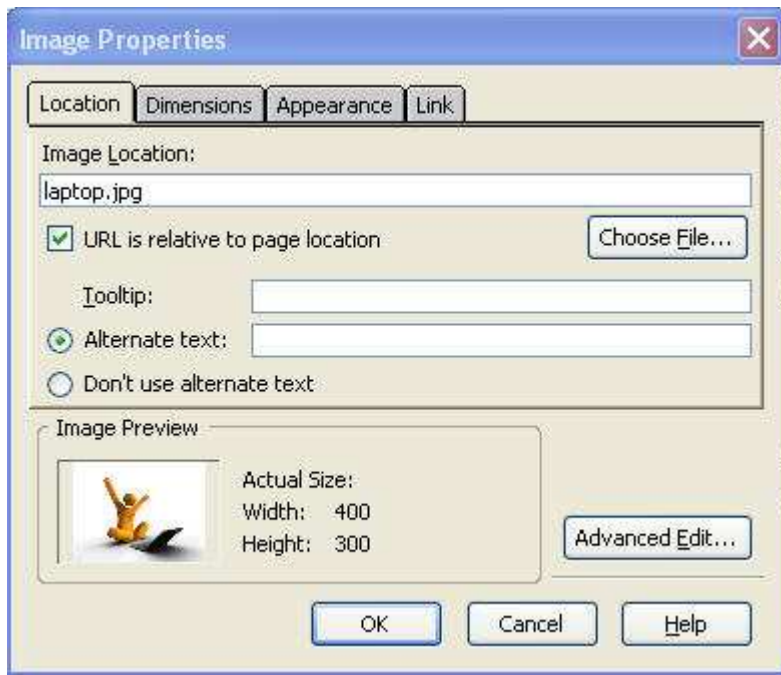 Image Properties
Location Dimensions Appearance Link
Image Location:
laptop.jpg
URL is relative to page location
Choose File...
Tooltip:
Alternate text:
Don't use alternate text
Image Preview
Actual Size:
Width: 400
Height: 300
Advanced Edit...
OK Cancel Help